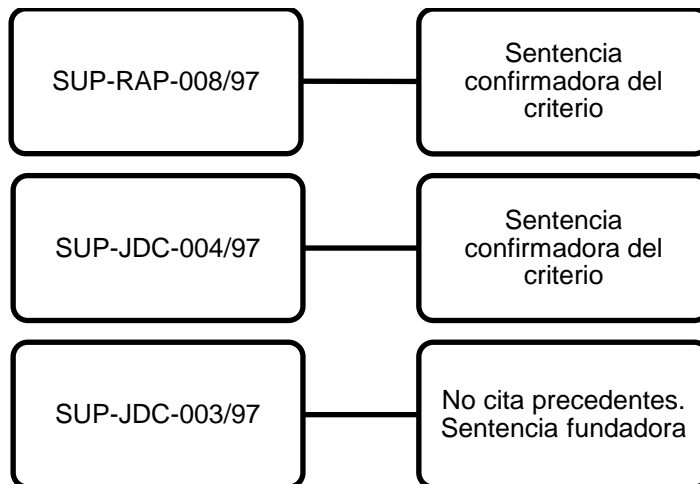 SUP-RAP-008/97
Sentencia
confirmadora del
criterio
SUP-JDC-004/97
Sentencia
confirmadora del
criterio
SUP-JDC-003/97
No cita precedentes.
Sentencia fundadora